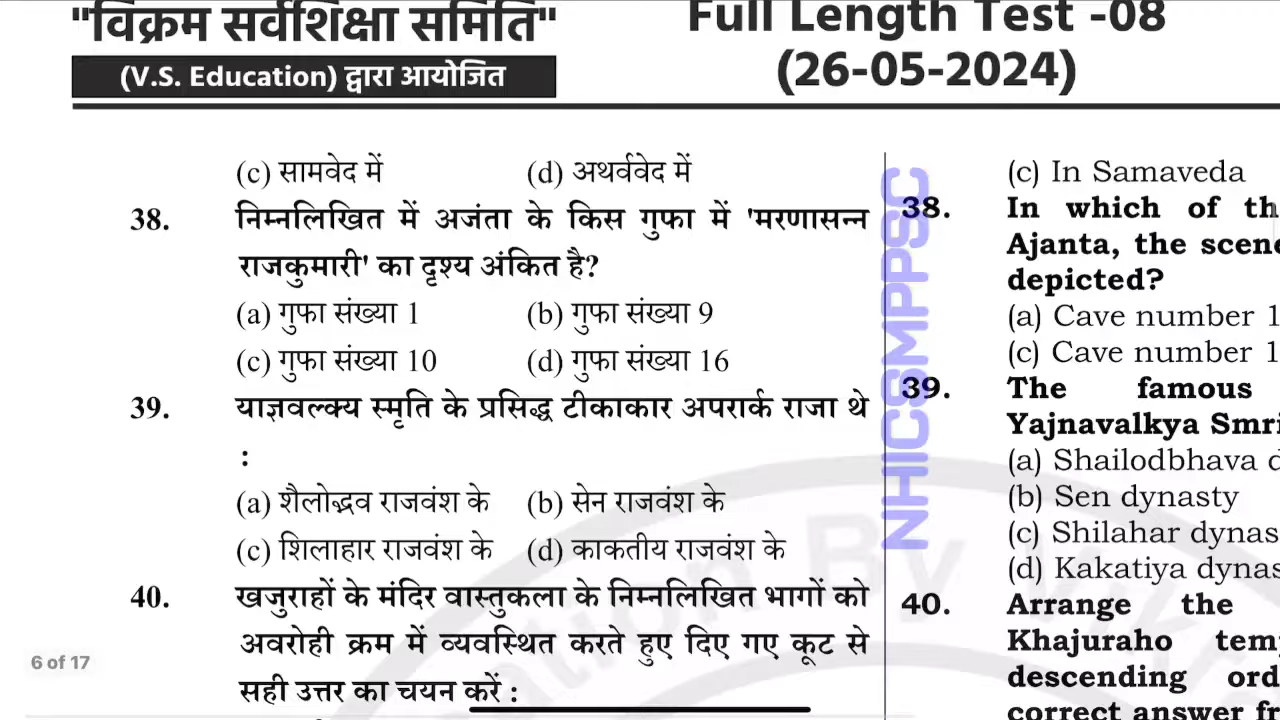 "विक्रम सर्वशिक्षा समिति"
(V.S. Education) द्वारा आयोजित
Full Length Test -08
(26-05-2024)
(c) सामवेद में (d) अथर्ववेद में
38. निम्नलिखित में अजंता के किस गुफा में 'मरणासन्न
राजकुमारी' का दृश्य अंकित है?
(a) गुफा संख्या 1 (b) गुफा संख्या 9
(c) गुफा संख्या 10 (d) गुफा संख्या 16
39. याज्ञवल्क्य स्मृति के प्रसिद्ध टीकाकार अपरार्क राजा थे
:
(a) शैलोद्भव राजवंश के (b) सेन राजवंश के
(c) शिलाहार राजवंश के (d) काकतीय राजवंश के
40. खजुराहों के मंदिर वास्तुकला के निम्नलिखित भागों को
अवरोही क्रम में व्यवस्थित करते हुए दिए गए कूट से
सही उत्तर का चयन करें :
6 of 17
NHICSMPPSC
(c) In Samaveda
38. In which of th
Ajanta, the scene
depicted?
(a) Cave number 1
(c) Cave number 1
39. The famous
Yajnavalkya Smri
(a) Shailodbhava d
(b) Sen dynasty
(c) Shilahar dynas
(d) Kakatiya dynas
40. Arrange the
Khajuraho temp
descending ord
correct answer fr